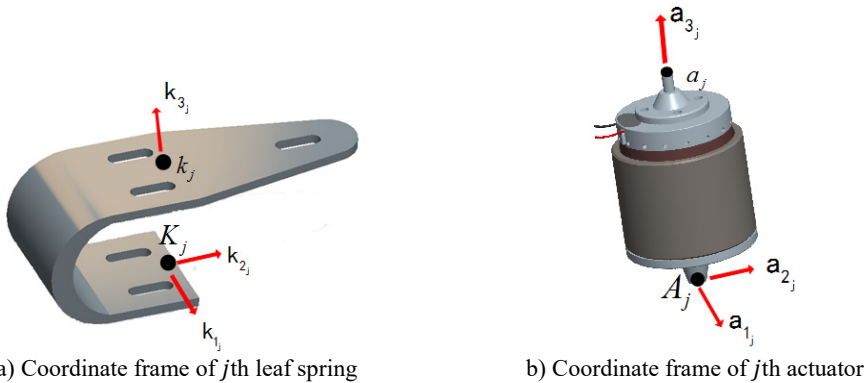 k3j
kj
Kj
k2j
k1j
a3j
aj
Aj
a2j
a1j
a) Coordinate frame of jth leaf spring
b) Coordinate frame of jth actuator